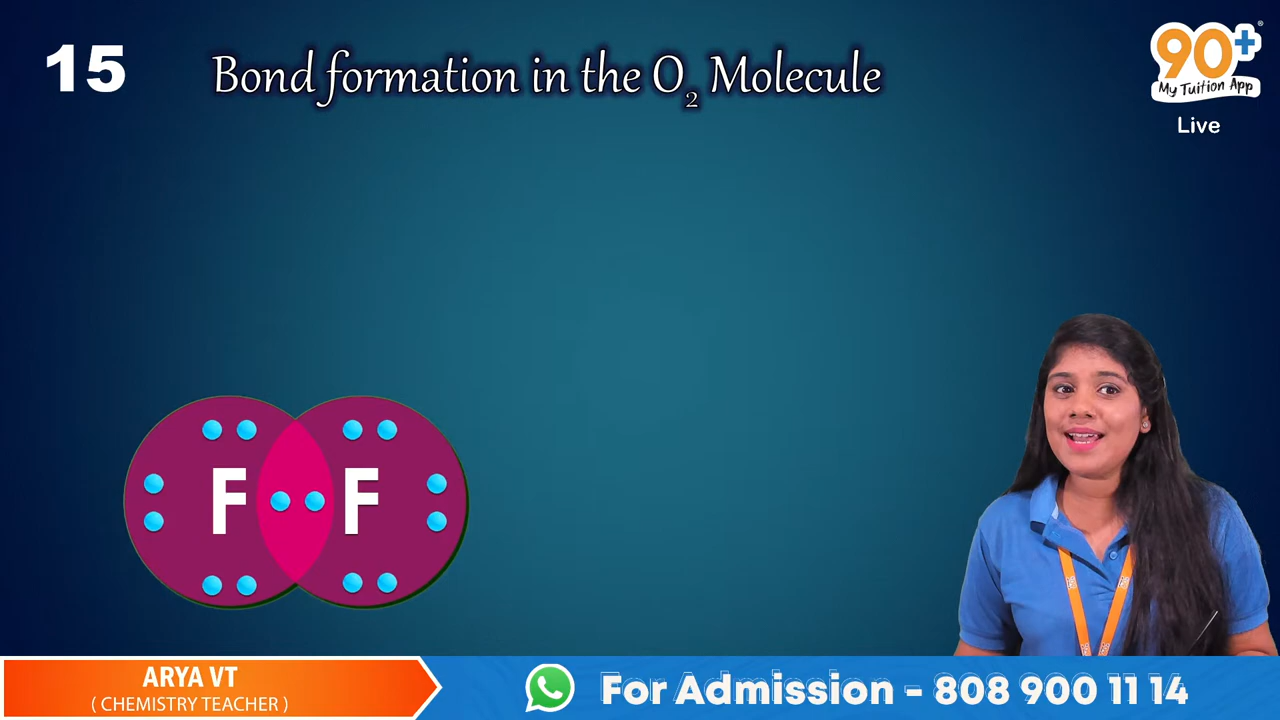 15
Bond formation in the O₂ Molecule
90+
®
My Tuition App
Live
F F
ARYA VT
( CHEMISTRY TEACHER )
For Admission - 808 900 11 14